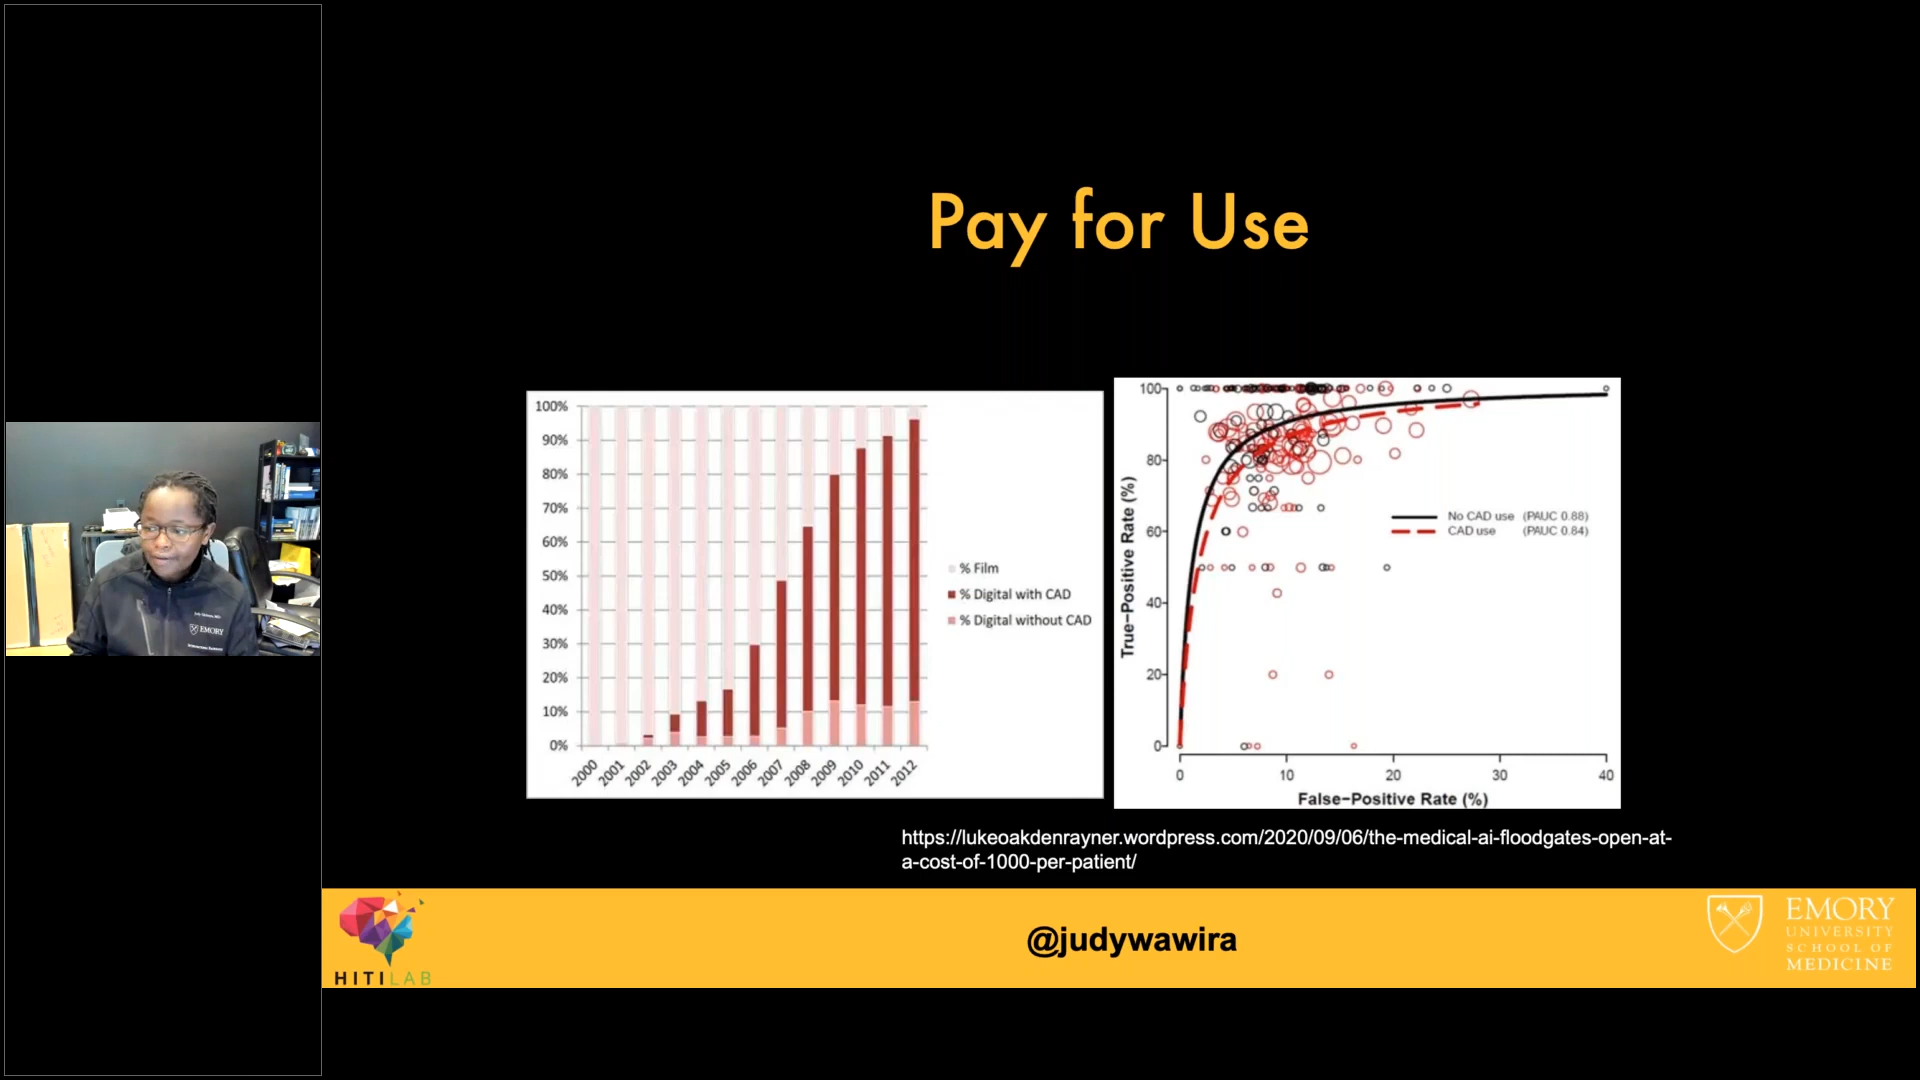 Pay for Use
100%
90%
80%
70%
60%
50%
40%
30%
20%
10%
0%
2000
2001
2002
2003
2004
2005
2006
2007
2008
2009
2010
2011
2012
% Film
% Digital with CAD
% Digital without CAD
True−Positive Rate (%)
100
80
60
40
20
0
No CAD use (PAUC 0.88)
CAD use (PAUC 0.84)
0
10
20
30
40
False−Positive Rate (%)
https://lukeoakdenrayner.wordpress.com/2020/09/06/the-medical-ai-floodgates-open-at-
a-cost-of-1000-per-patient/
EMORY
HITILAB
@judywawira
EMORY
UNIVERSITY
SCHOOL OF
MEDICINE